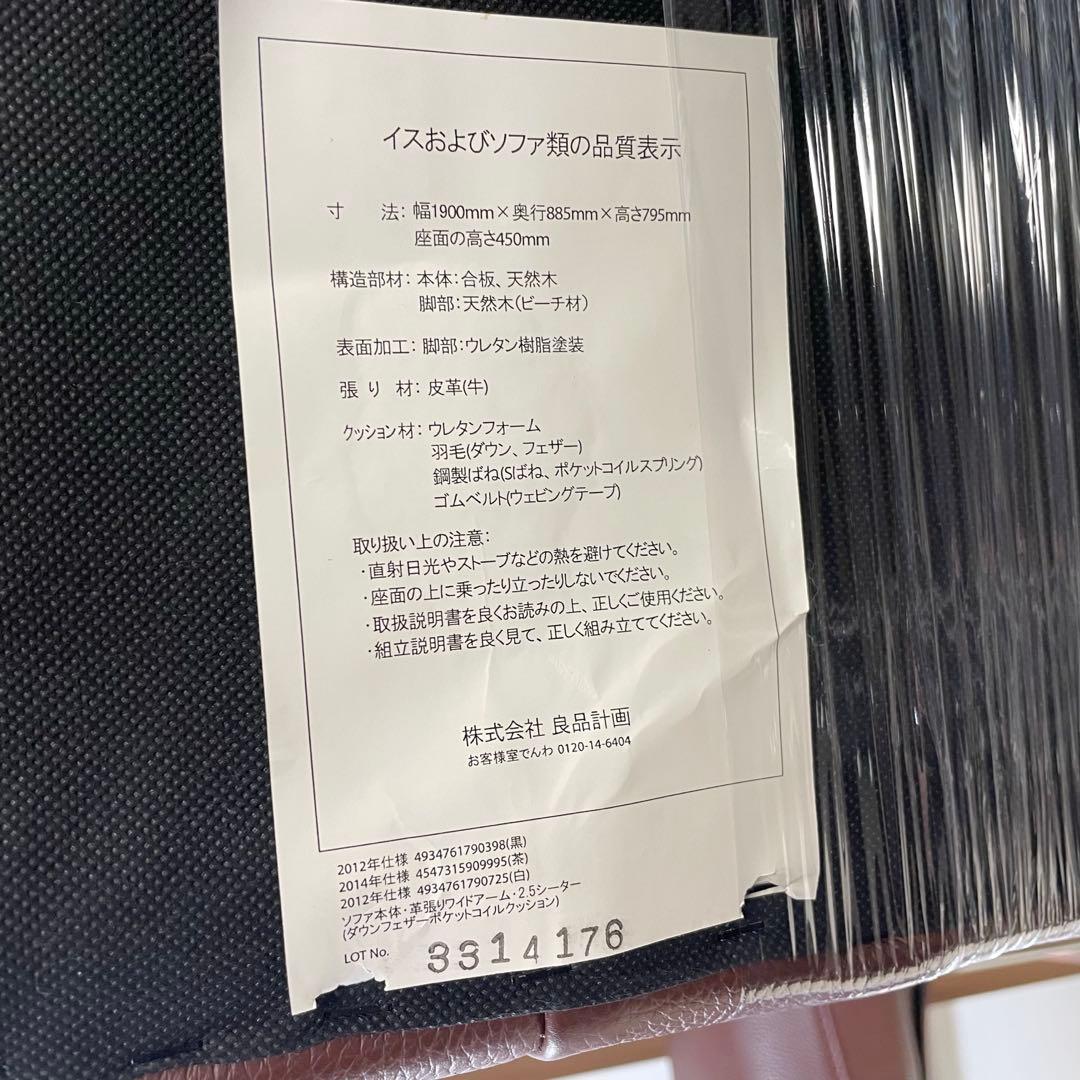 イスおよびソファ類の品質表示
寸　法：幅1900mm×奥行885mm×高さ795mm
座面の高さ450mm
構造部材：本体：合板、天然木
脚部：天然木（ビーチ材）
表面加工：脚部：ウレタン樹脂塗装
張り材：皮革(牛)
クッション材：ウレタンフォーム
羽毛(ダウン、フェザー)
鋼製ばね(Sばね、ポケットコイルスプリング)
ゴムベルト(ウェビングテープ)
取り扱い上の注意：
・直射日光やストーブなどの熱を避けてください。
・座面の上に乗ったり立ったりしないでください。
・取扱説明書を良くお読みの上、正しくご使用ください。
・組立説明書を良く見て、正しく組み立ててください。
株式会社 良品計画
お客様室でんわ 0120-14-6404
2012年仕様 4934761790398(黒)
2014年仕様 4547315909995(茶)
2012年仕様 4934761790725(白)
ソファ本体・革張りワイドアーム・2.5シーター
(ダウンフェザーポケットコイルクッション)
LOT No. 3314176